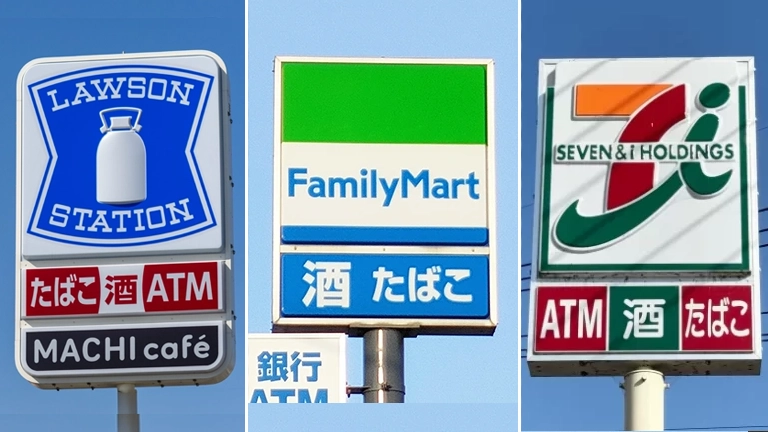 LAWSON
STATION
たばこ 酒 ATM
MACHI café
FamilyMart
酒 たばこ
銀行
ATM
SEVEN & i HOLDINGS
ATM 酒 たばこ